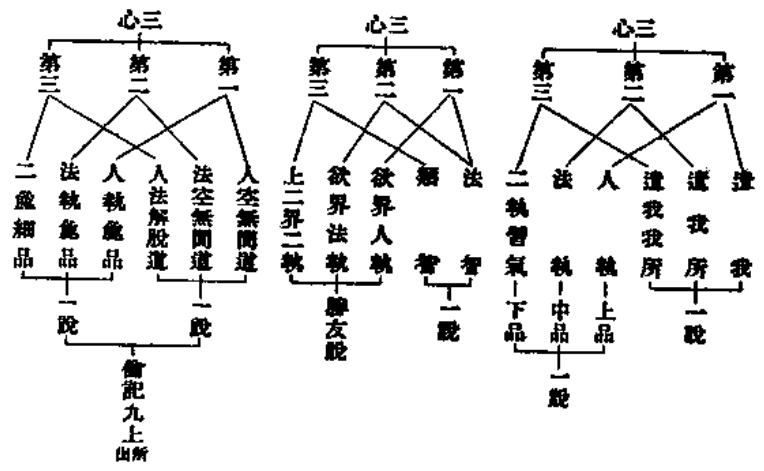 三心
第一
第二
第三
遣我
遣我所
遣我我所
一說
人執
法執
二執習氣
上品
中品
下品
一說
三心
第一
第二
第三
法智
類智
一說
欲界人執
欲界法執
上二界二執
勝友說
三心
第一
第二
第三
人空無間道
法空無間道
人法解脫道
一說
人執麁品
法執麁品
二麁細品
一說
倫記九上所出